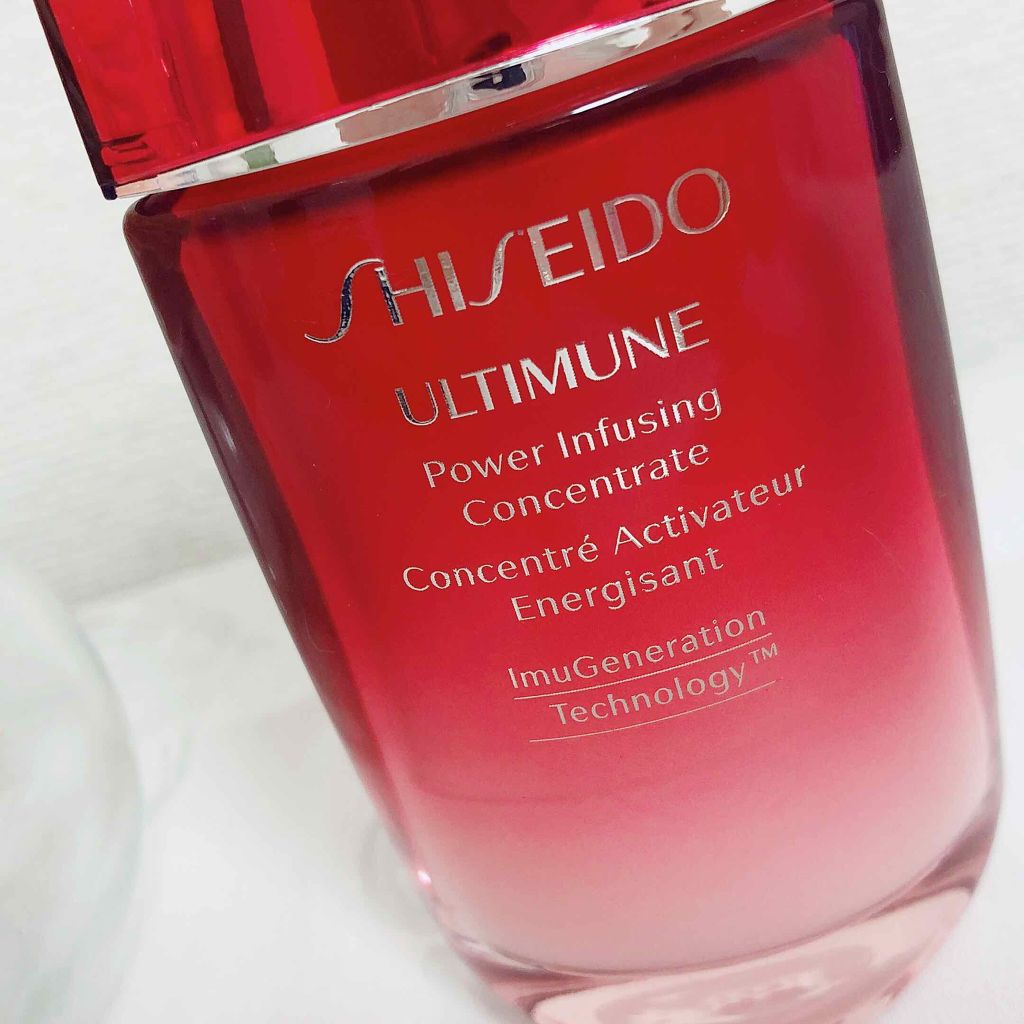 SHISEIDO
ULTIMUNE
Power Infusing
Concentrate
Concentré Activateur
Energisant
ImuGeneration
Technology™